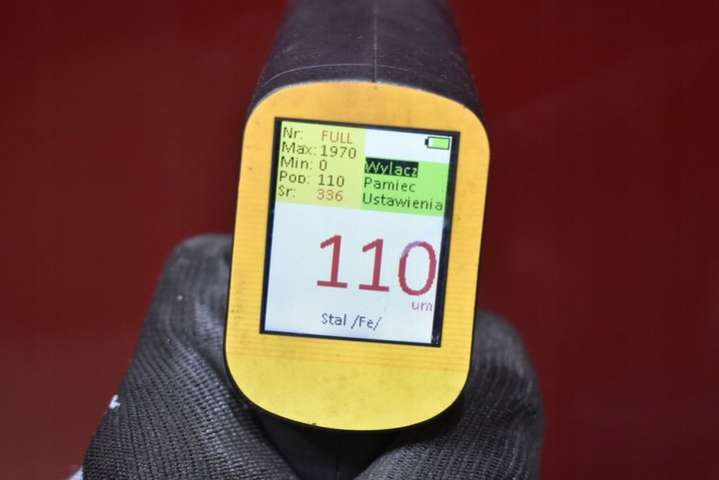 Nr: FULL
Max: 1970
Min: 0
Pop: 110
Sr: 336
Wylacz
Pamiec
Ustawienia
110
um
Stal /Fe/